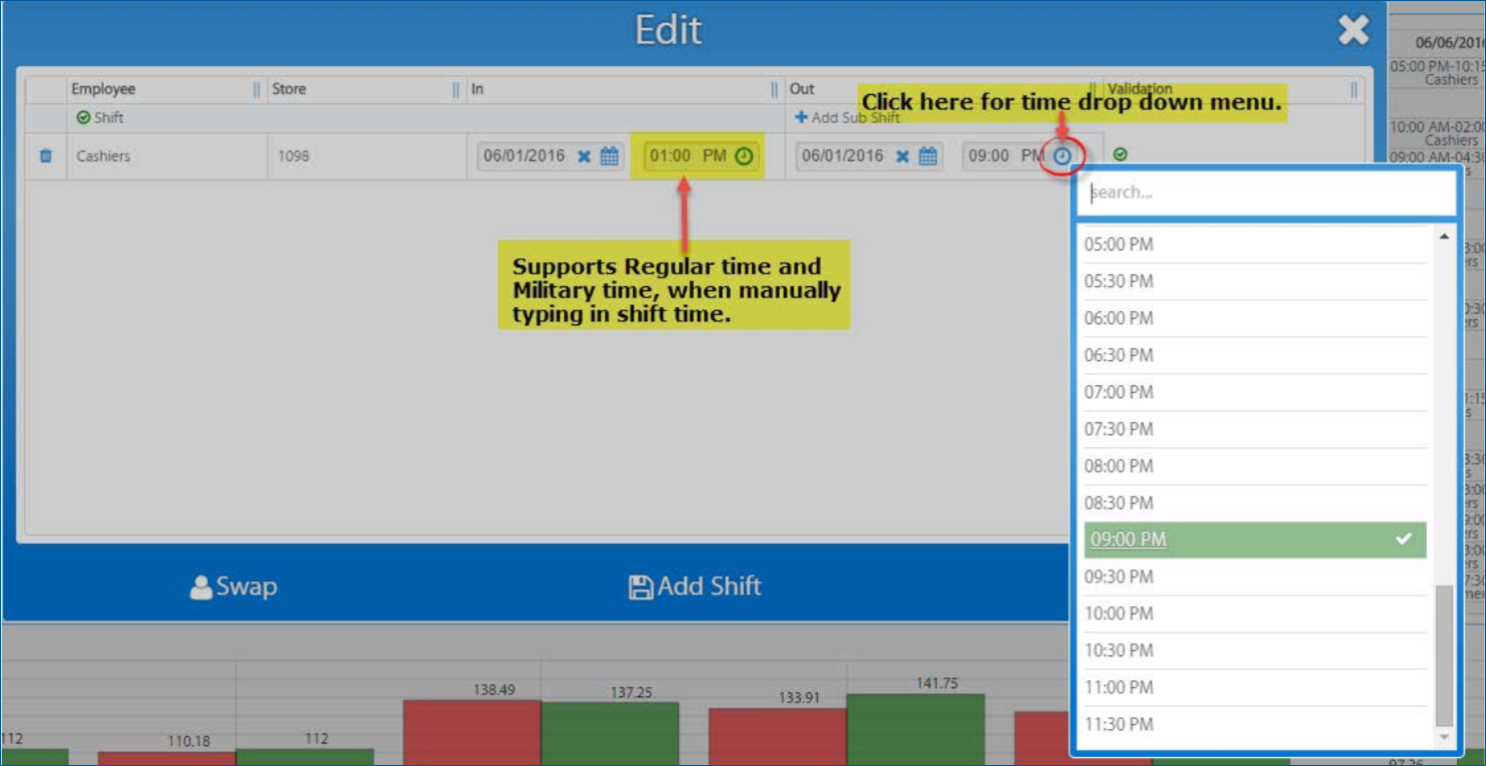 Edit
06/06/201
05:00 PM-10:15
Cashiers
Employee
Store
In
Out
Validation
Click here for time drop down menu.
Shift
Add Sub Shift
10:00 AM-02:00
Cashiers
09:00 AM-04:30
Cashiers
1098
06/01/2016
01:00 PM
06/01/2016
09:00 PM
search...
Supports Regular time and
Military time, when manually
typing in shift time.
05:00 PM
05:30 PM
06:00 PM
06:30 PM
07:00 PM
07:30 PM
08:00 PM
08:30 PM
09:00 PM
09:30 PM
10:00 PM
10:30 PM
11:00 PM
11:30 PM
Swap
Add Shift
138.49
137.25
133.91
141.75
112
110.18
112
97.26